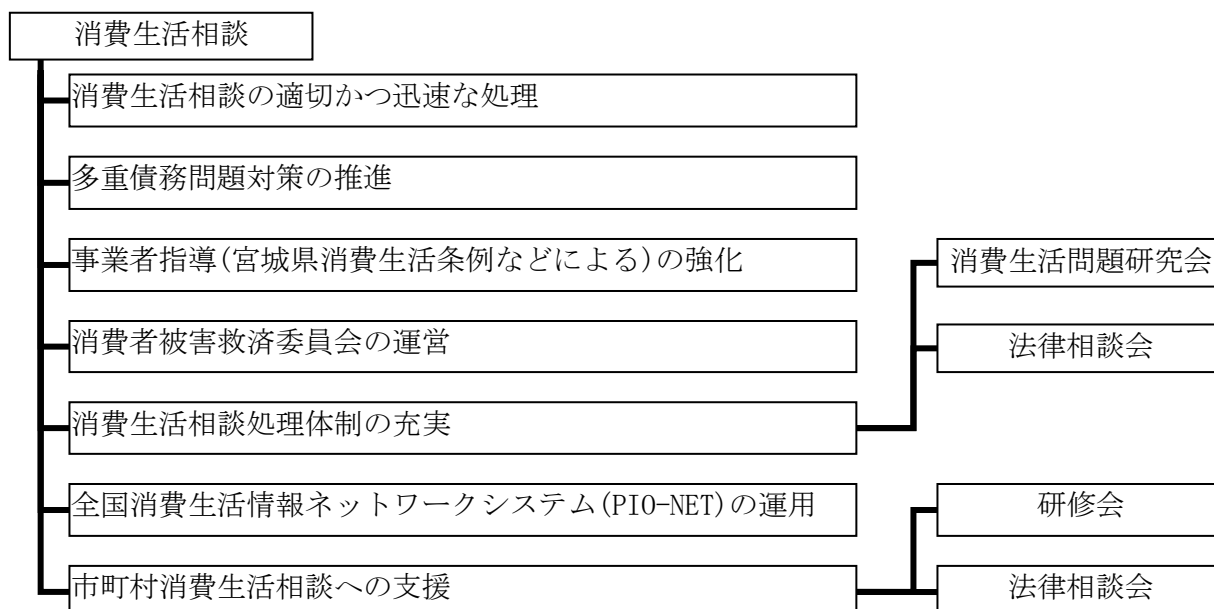 消費生活相談
消費生活相談の適切かつ迅速な処理
多重債務問題対策の推進
事業者指導(宮城県消費生活条例などによる)の強化
消費生活問題研究会
消費者被害救済委員会の運営
法律相談会
消費生活相談処理体制の充実
全国消費生活情報ネットワークシステム(PIO-NET)の運用
研修会
市町村消費生活相談への支援
法律相談会